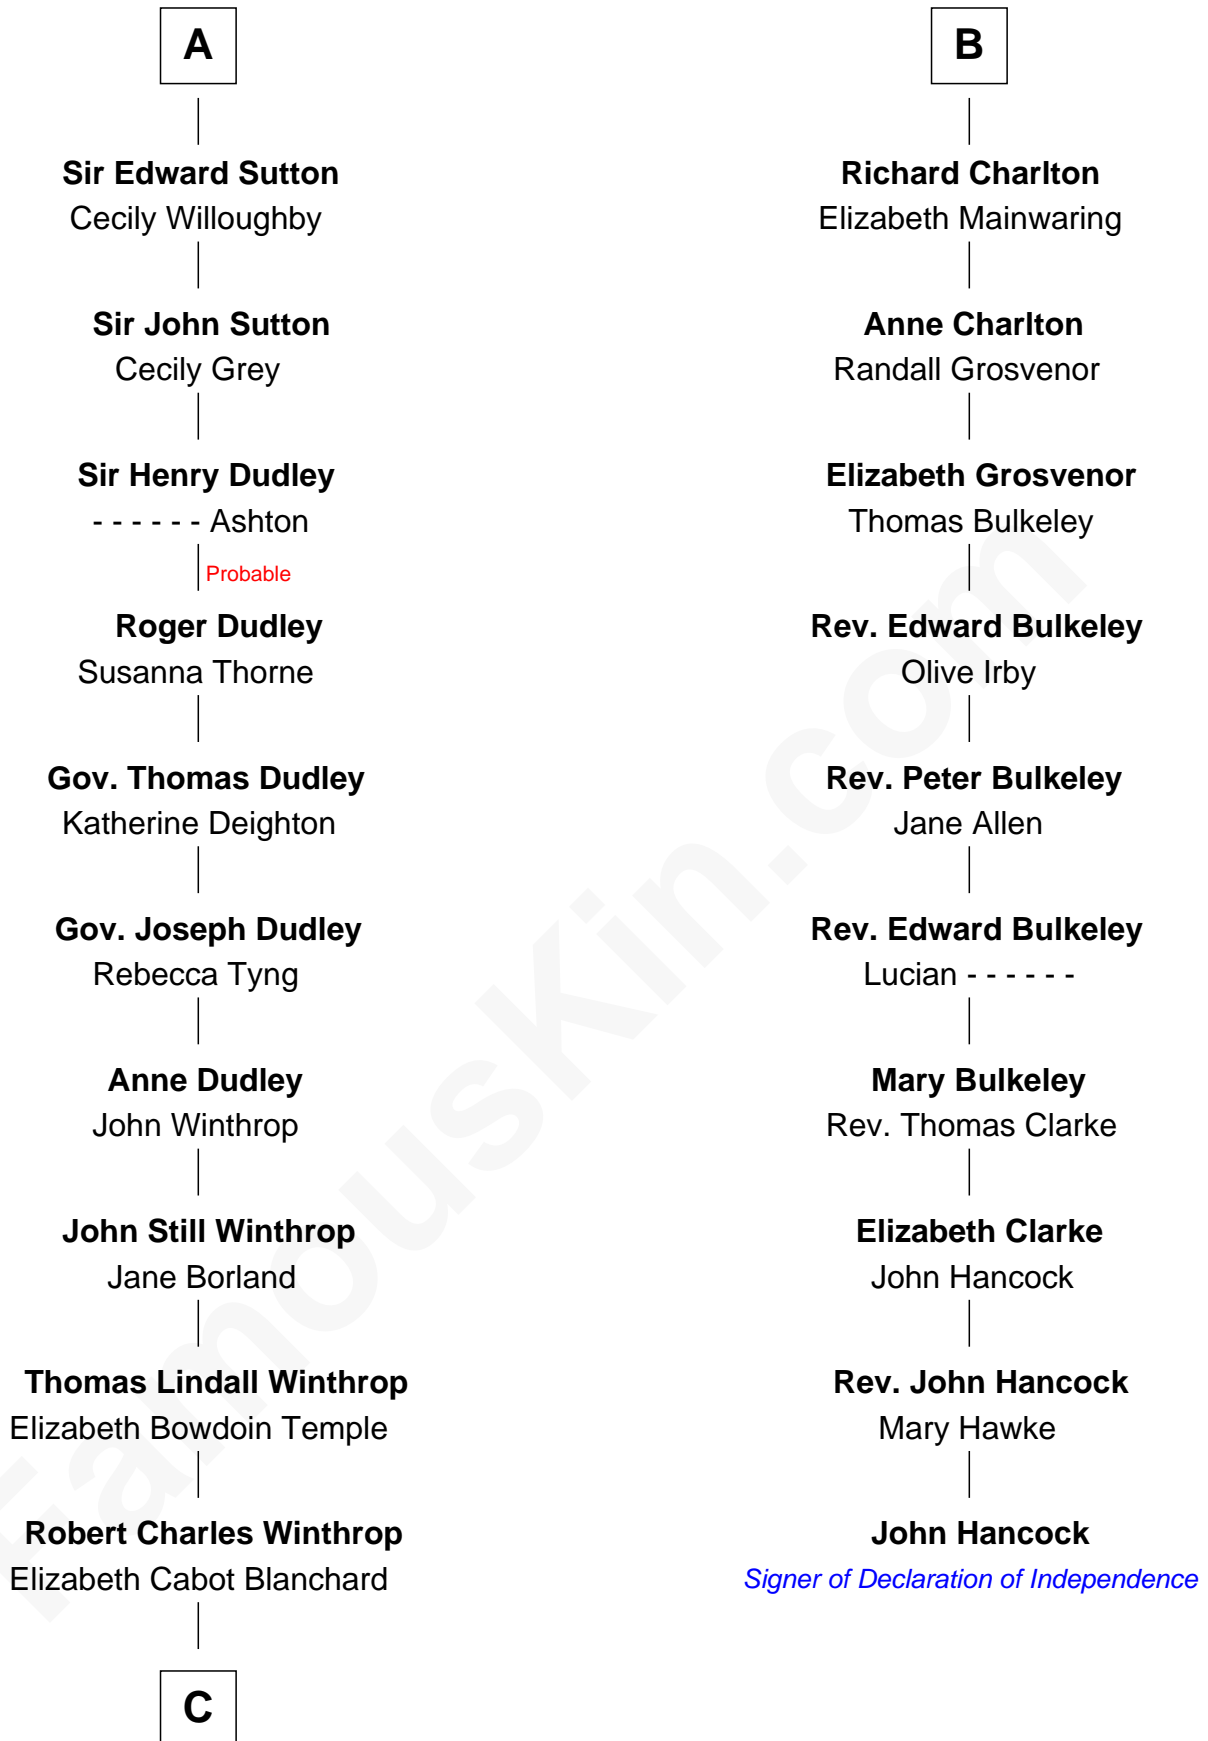 A
Sir Edward Sutton
Cecily Willoughby
Sir John Sutton
Cecily Grey
Sir Henry Dudley
- - - - - - Ashton
Probable
Roger Dudley
Susanna Thorne
Gov. Thomas Dudley
Katherine Deighton
Gov. Joseph Dudley
Rebecca Tyng
Anne Dudley
John Winthrop
John Still Winthrop
Jane Borland
Thomas Lindall Winthrop
Elizabeth Bowdoin Temple
Robert Charles Winthrop
Elizabeth Cabot Blanchard
C
B
Richard Charlton
Elizabeth Mainwaring
Anne Charlton
Randall Grosvenor
Elizabeth Grosvenor
Thomas Bulkeley
Rev. Edward Bulkeley
Olive Irby
Rev. Peter Bulkeley
Jane Allen
Rev. Edward Bulkeley
Lucian - - - - - -
Mary Bulkeley
Rev. Thomas Clarke
Elizabeth Clarke
John Hancock
Rev. John Hancock
Mary Hawke
John Hancock
Signer of Declaration of Independence
FamousKin.com